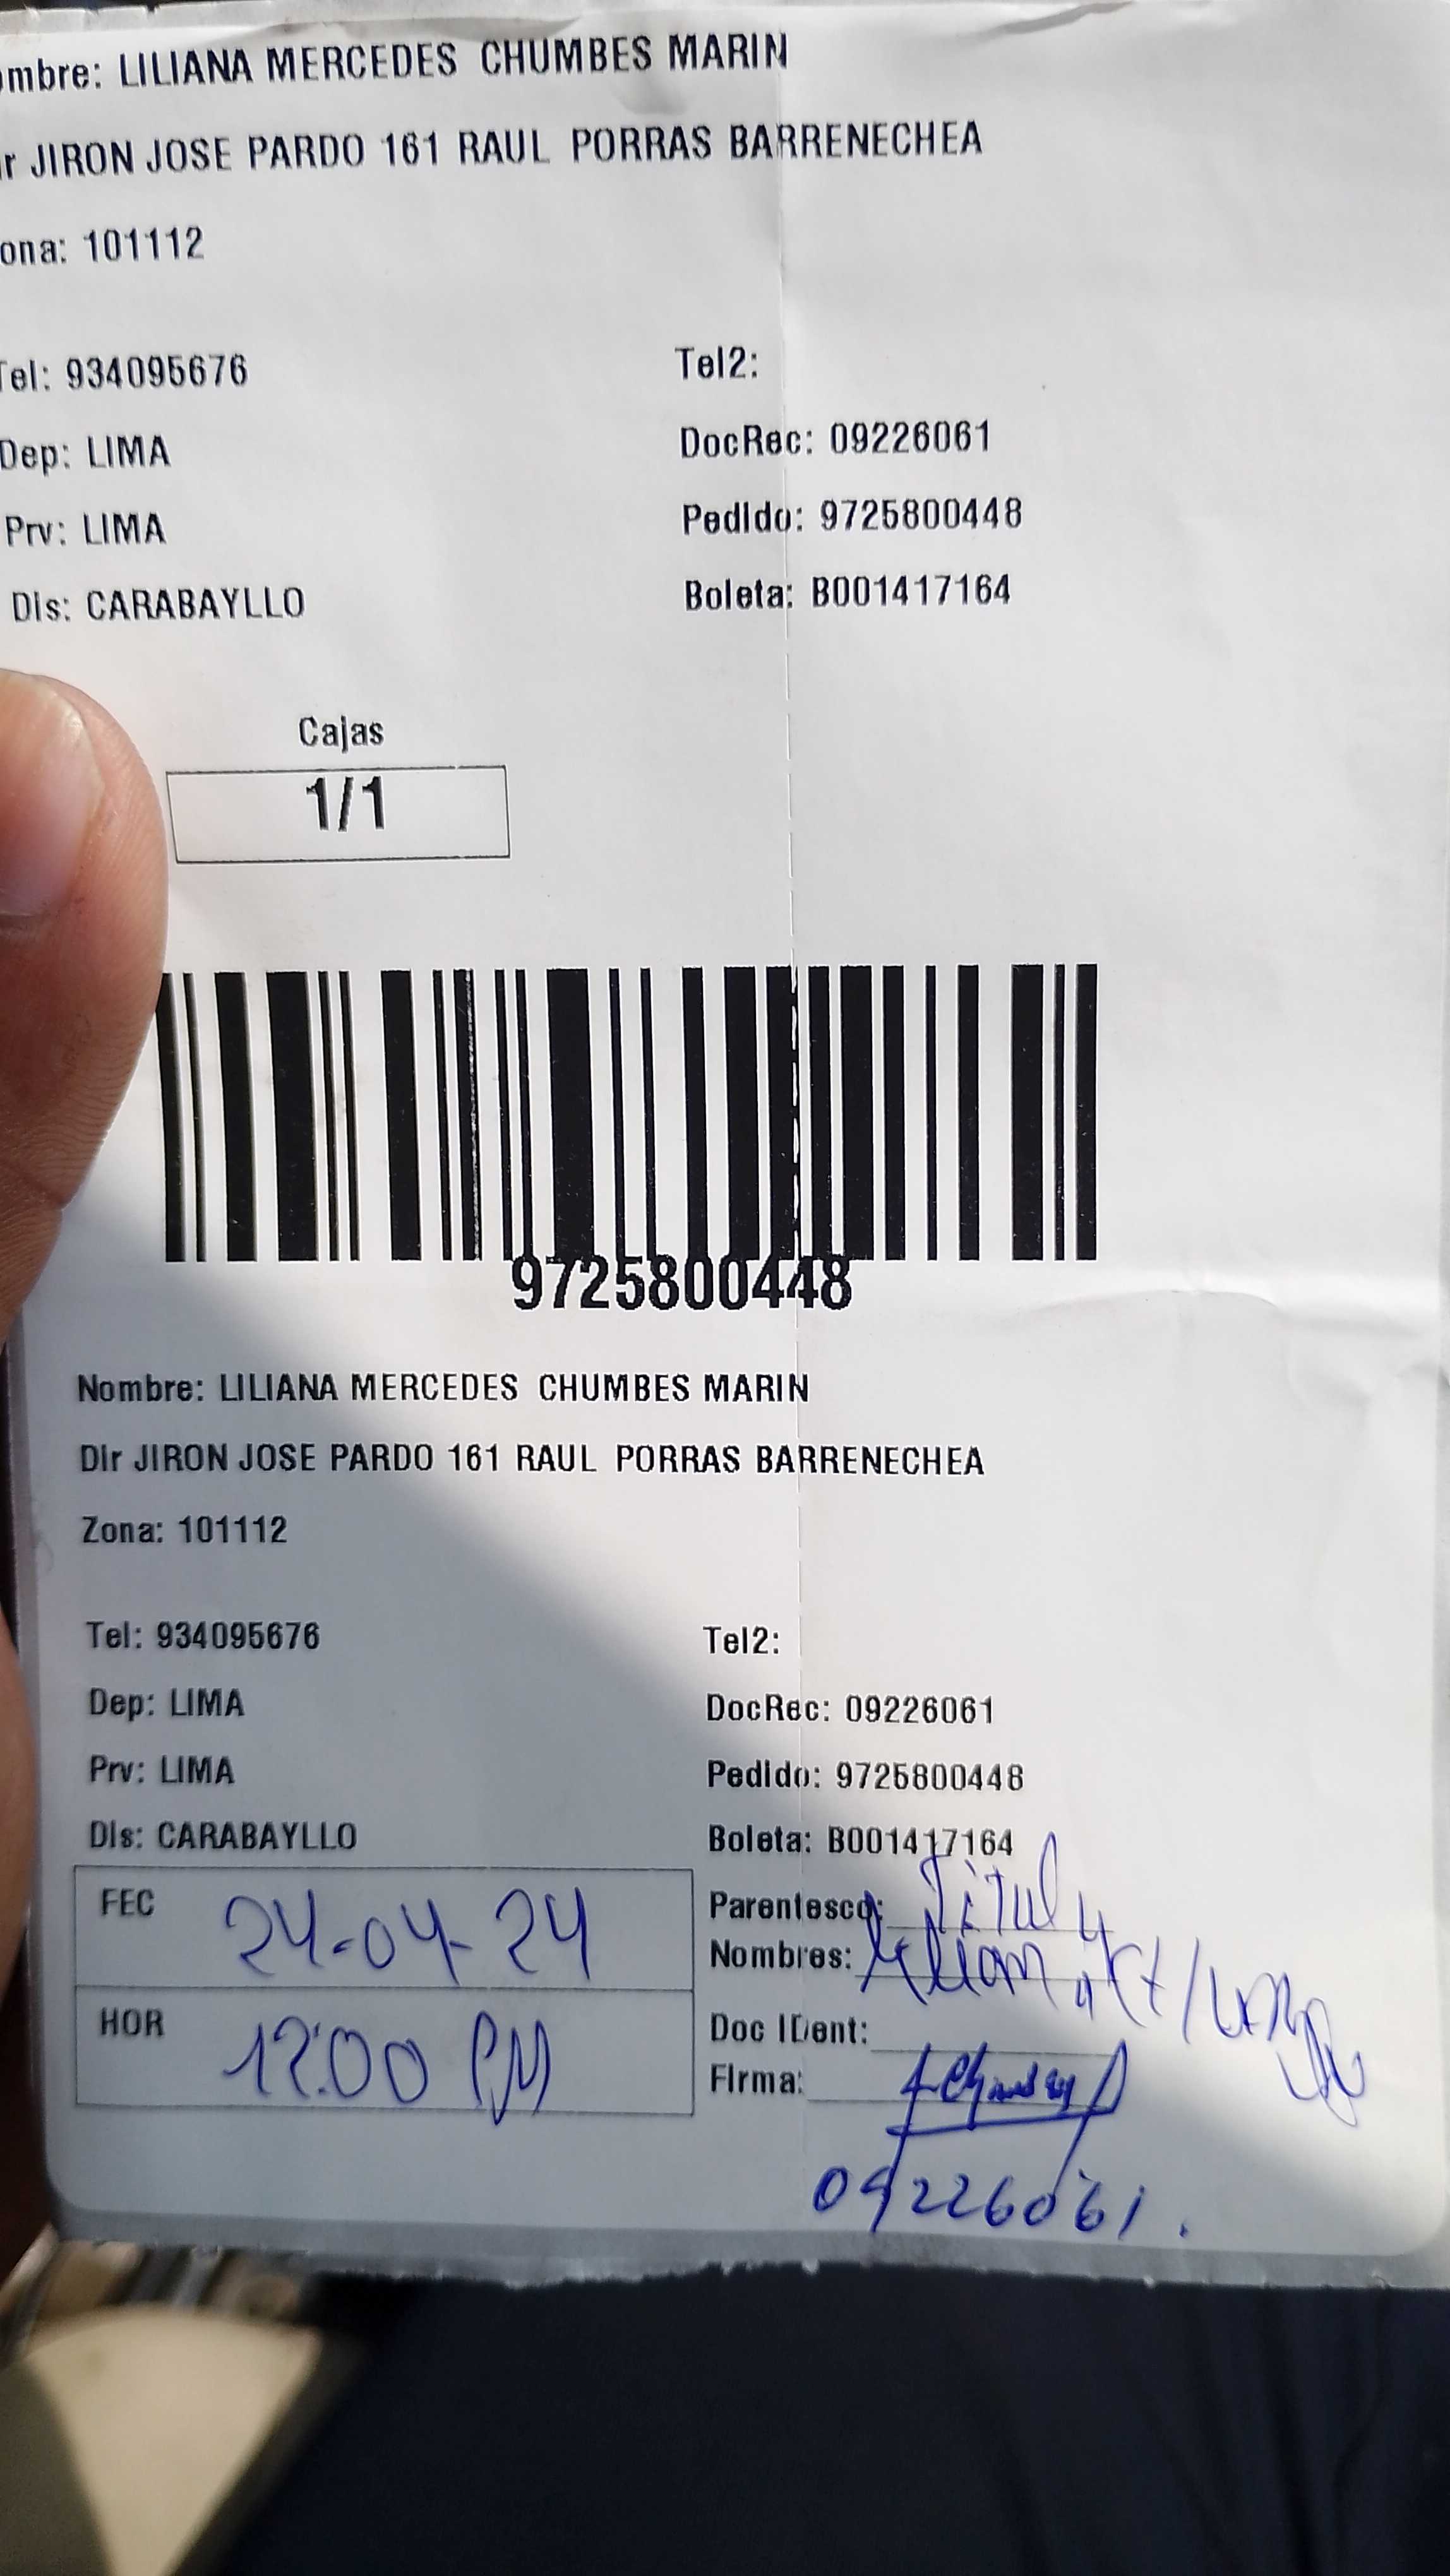 ombre: LILIANA MERCEDES CHUMBES MARIN
ir JIRON JOSE PARDO 161 RAUL PORRAS BARRENECHEA
ona: 101112
Tel: 934095676 Tel2:
Dep: LIMA DocRec: 09226061
Prv: LIMA Pedido: 9725800448
Dis: CARABAYLLO Boleta: B001417164
Cajas
1/1
9725800448
Nombre: LILIANA MERCEDES CHUMBES MARIN
Dir JIRON JOSE PARDO 161 RAUL PORRAS BARRENECHEA
Zona: 101112
Tel: 934095676 Tel2:
Dep: LIMA DocRec: 09226061
Prv: LIMA Pedido: 9725800448
Dis: CARABAYLLO Boleta: B001417164
FEC 24-04-24 Parentesco:
Nombres:
HOR 12:00 PM Doc IDent:
Firma:
09226061.